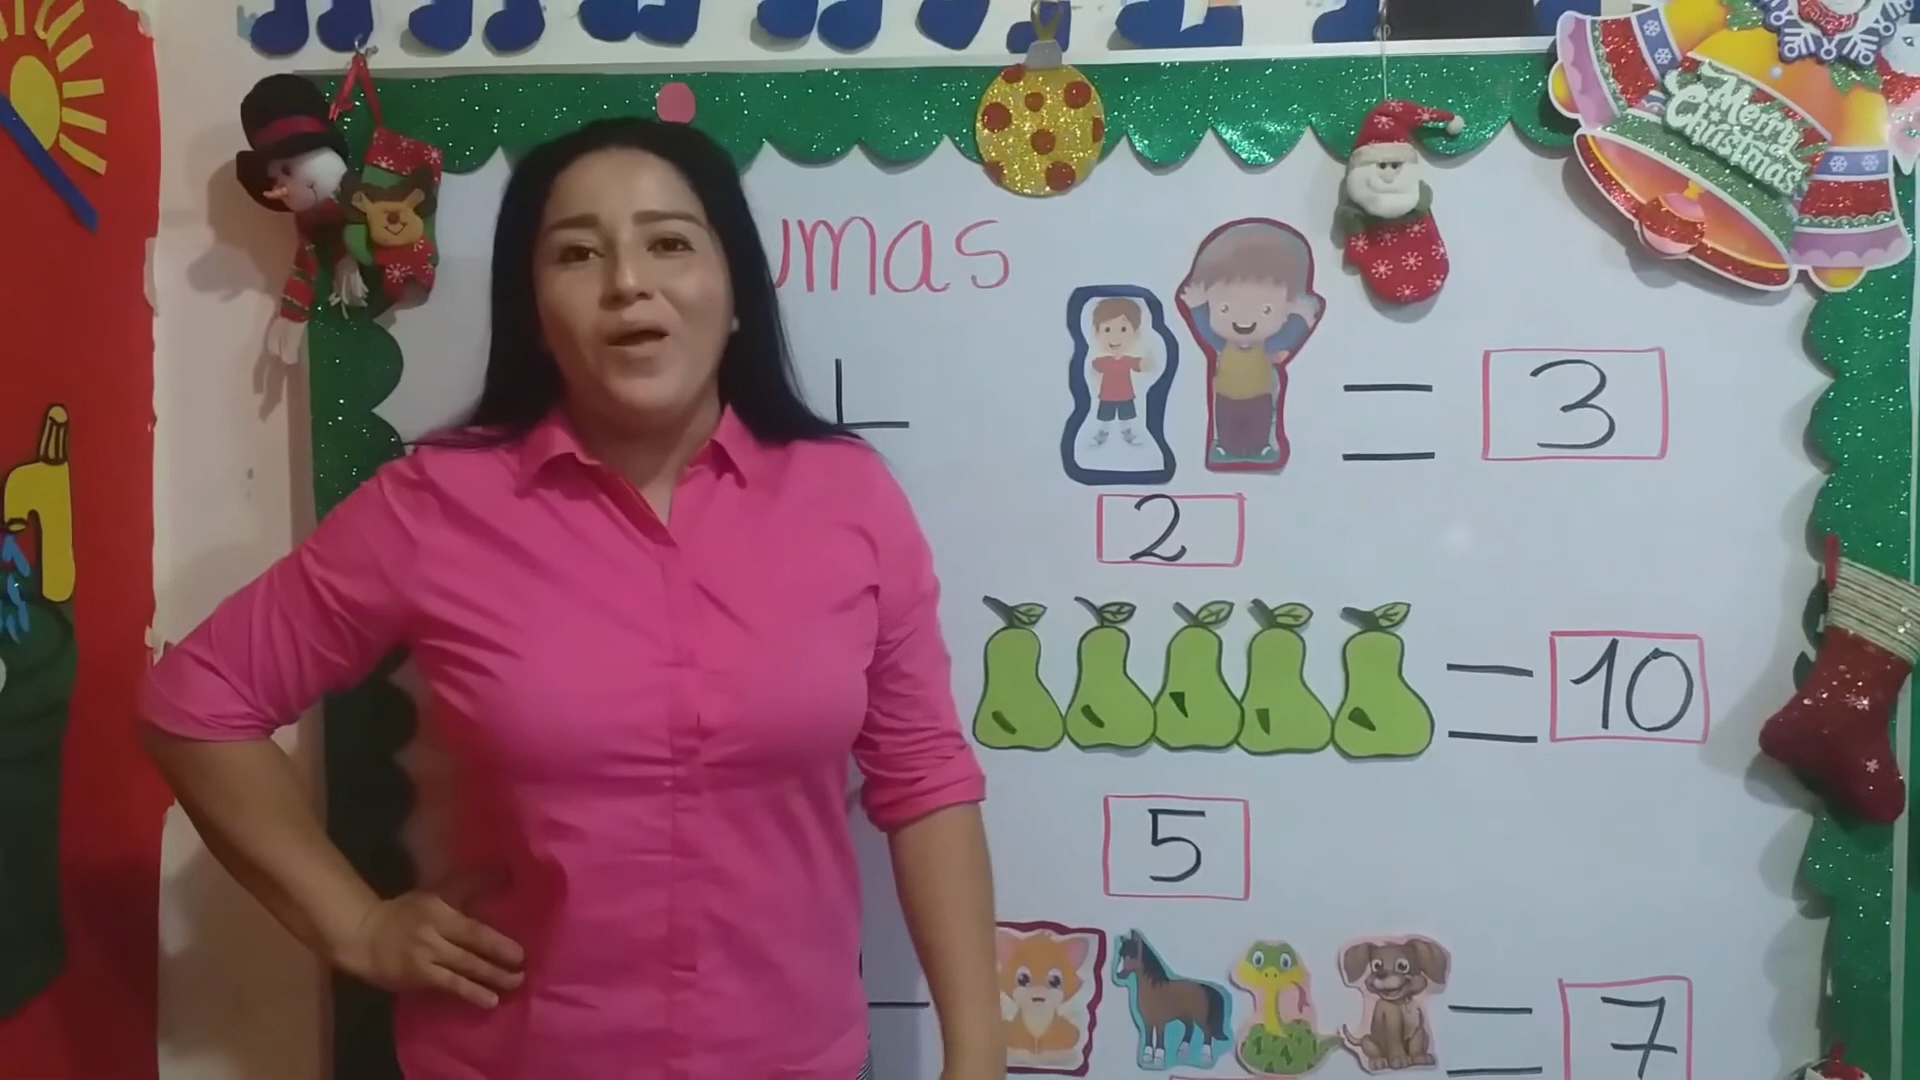 Merry
Christmas
umas
+
= 3
2
= 10
5
= 7